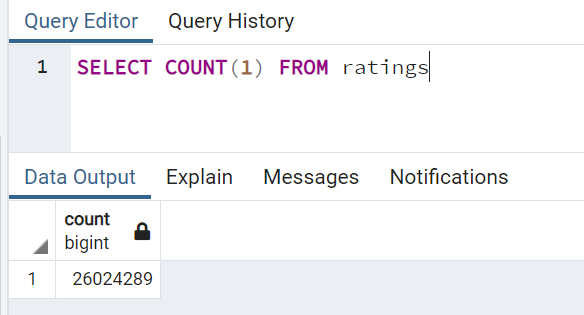 Query Editor Query History
1 SELECT COUNT(1) FROM ratings
Data Output Explain Messages Notifications
count
bigint
1 26024289